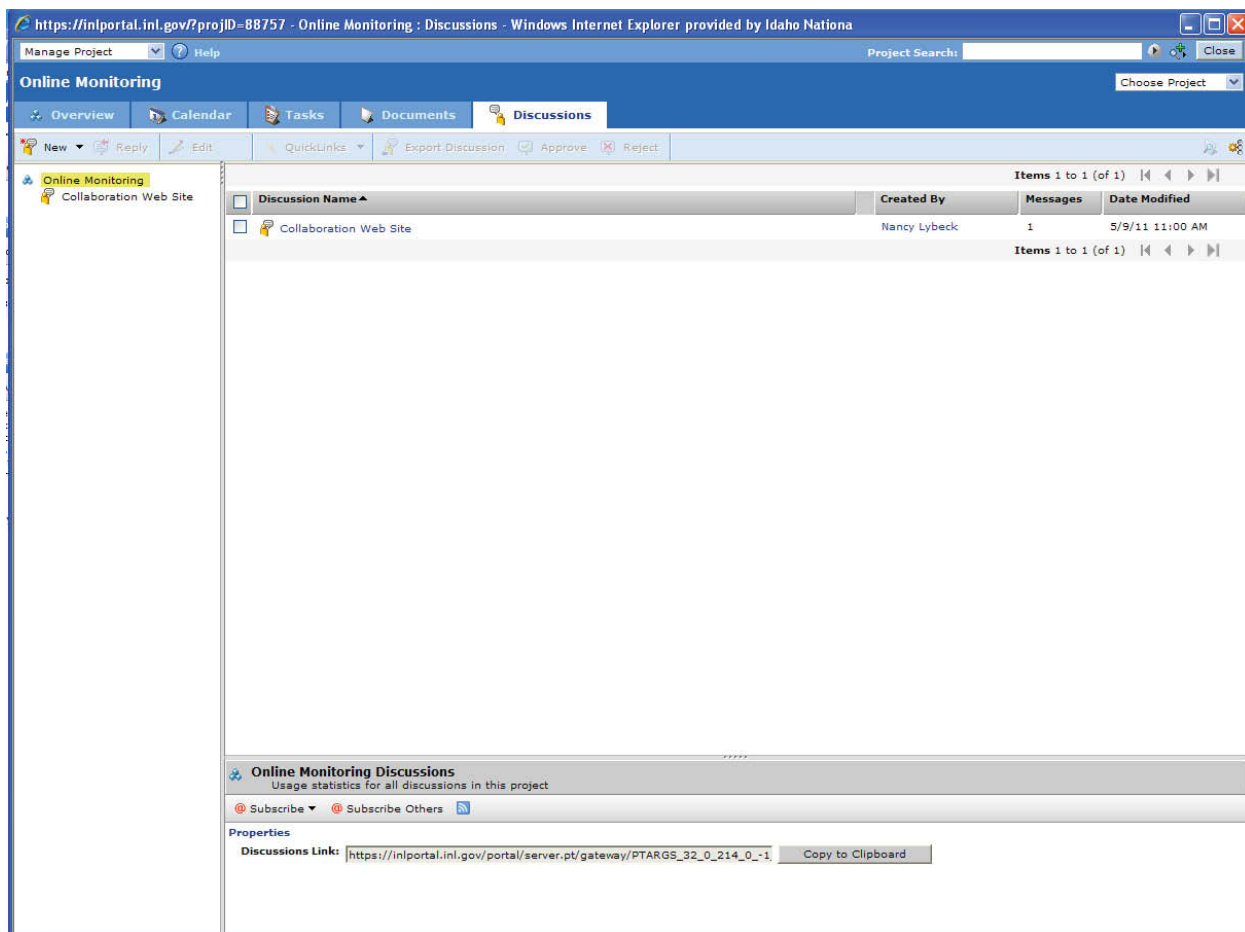 https://inlportal.inl.gov/?projID=88757 - Online Monitoring : Discussions - Windows Internet Explorer provided by Idaho Nationa
Manage Project Help Project Search: Close
Online Monitoring Choose Project
Overview Calendar Tasks Documents Discussions
New Reply Edit QuickLinks Export Discussion Approve Reject
Online Monitoring
Collaboration Web Site
Items 1 to 1 (of 1)
Discussion Name Created By Messages Date Modified
Collaboration Web Site Nancy Lybeck 1 5/9/11 11:00 AM
Items 1 to 1 (of 1)
Online Monitoring Discussions
Usage statistics for all discussions in this project
@ Subscribe @ Subscribe Others
Properties
Discussions Link: https://inlportal.inl.gov/portal/server.pt/gateway/PTARGS_32_0_214_0_-1_ Copy to Clipboard